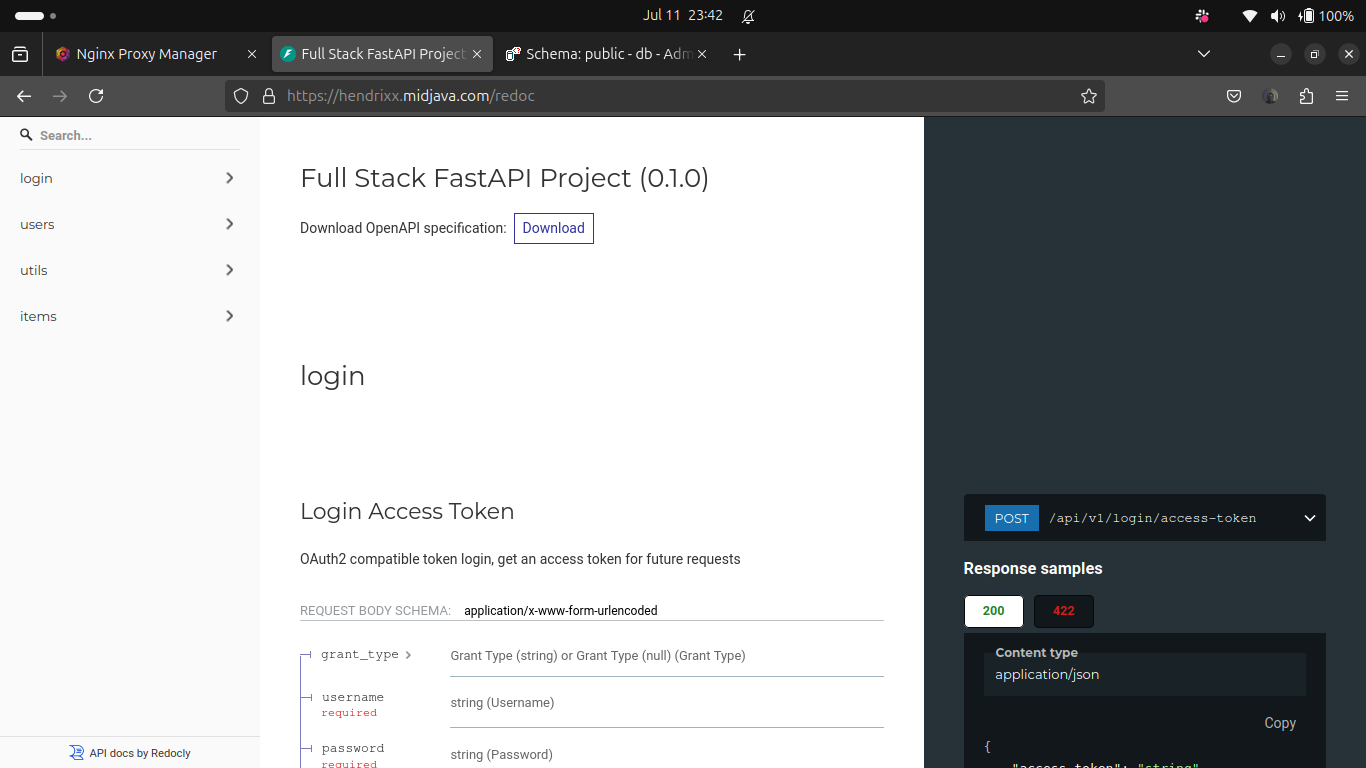 Jul 11 23:42
100%
Nginx Proxy Manager
Full Stack FastAPI Project
Schema: public - db - Adm
https://hendrixx.midjava.com/redoc
Search...
login
users
utils
items
API docs by Redocly
Full Stack FastAPI Project (0.1.0)
Download OpenAPI specification: Download
login
Login Access Token
OAuth2 compatible token login, get an access token for future requests
REQUEST BODY SCHEMA: application/x-www-form-urlencoded
grant_type Grant Type (string) or Grant Type (null) (Grant Type)
username string (Username)
required
password string (Password)
required
POST /api/v1/login/access-token
Response samples
200 422
Content type
application/json
Copy
{
"access_token": "string"